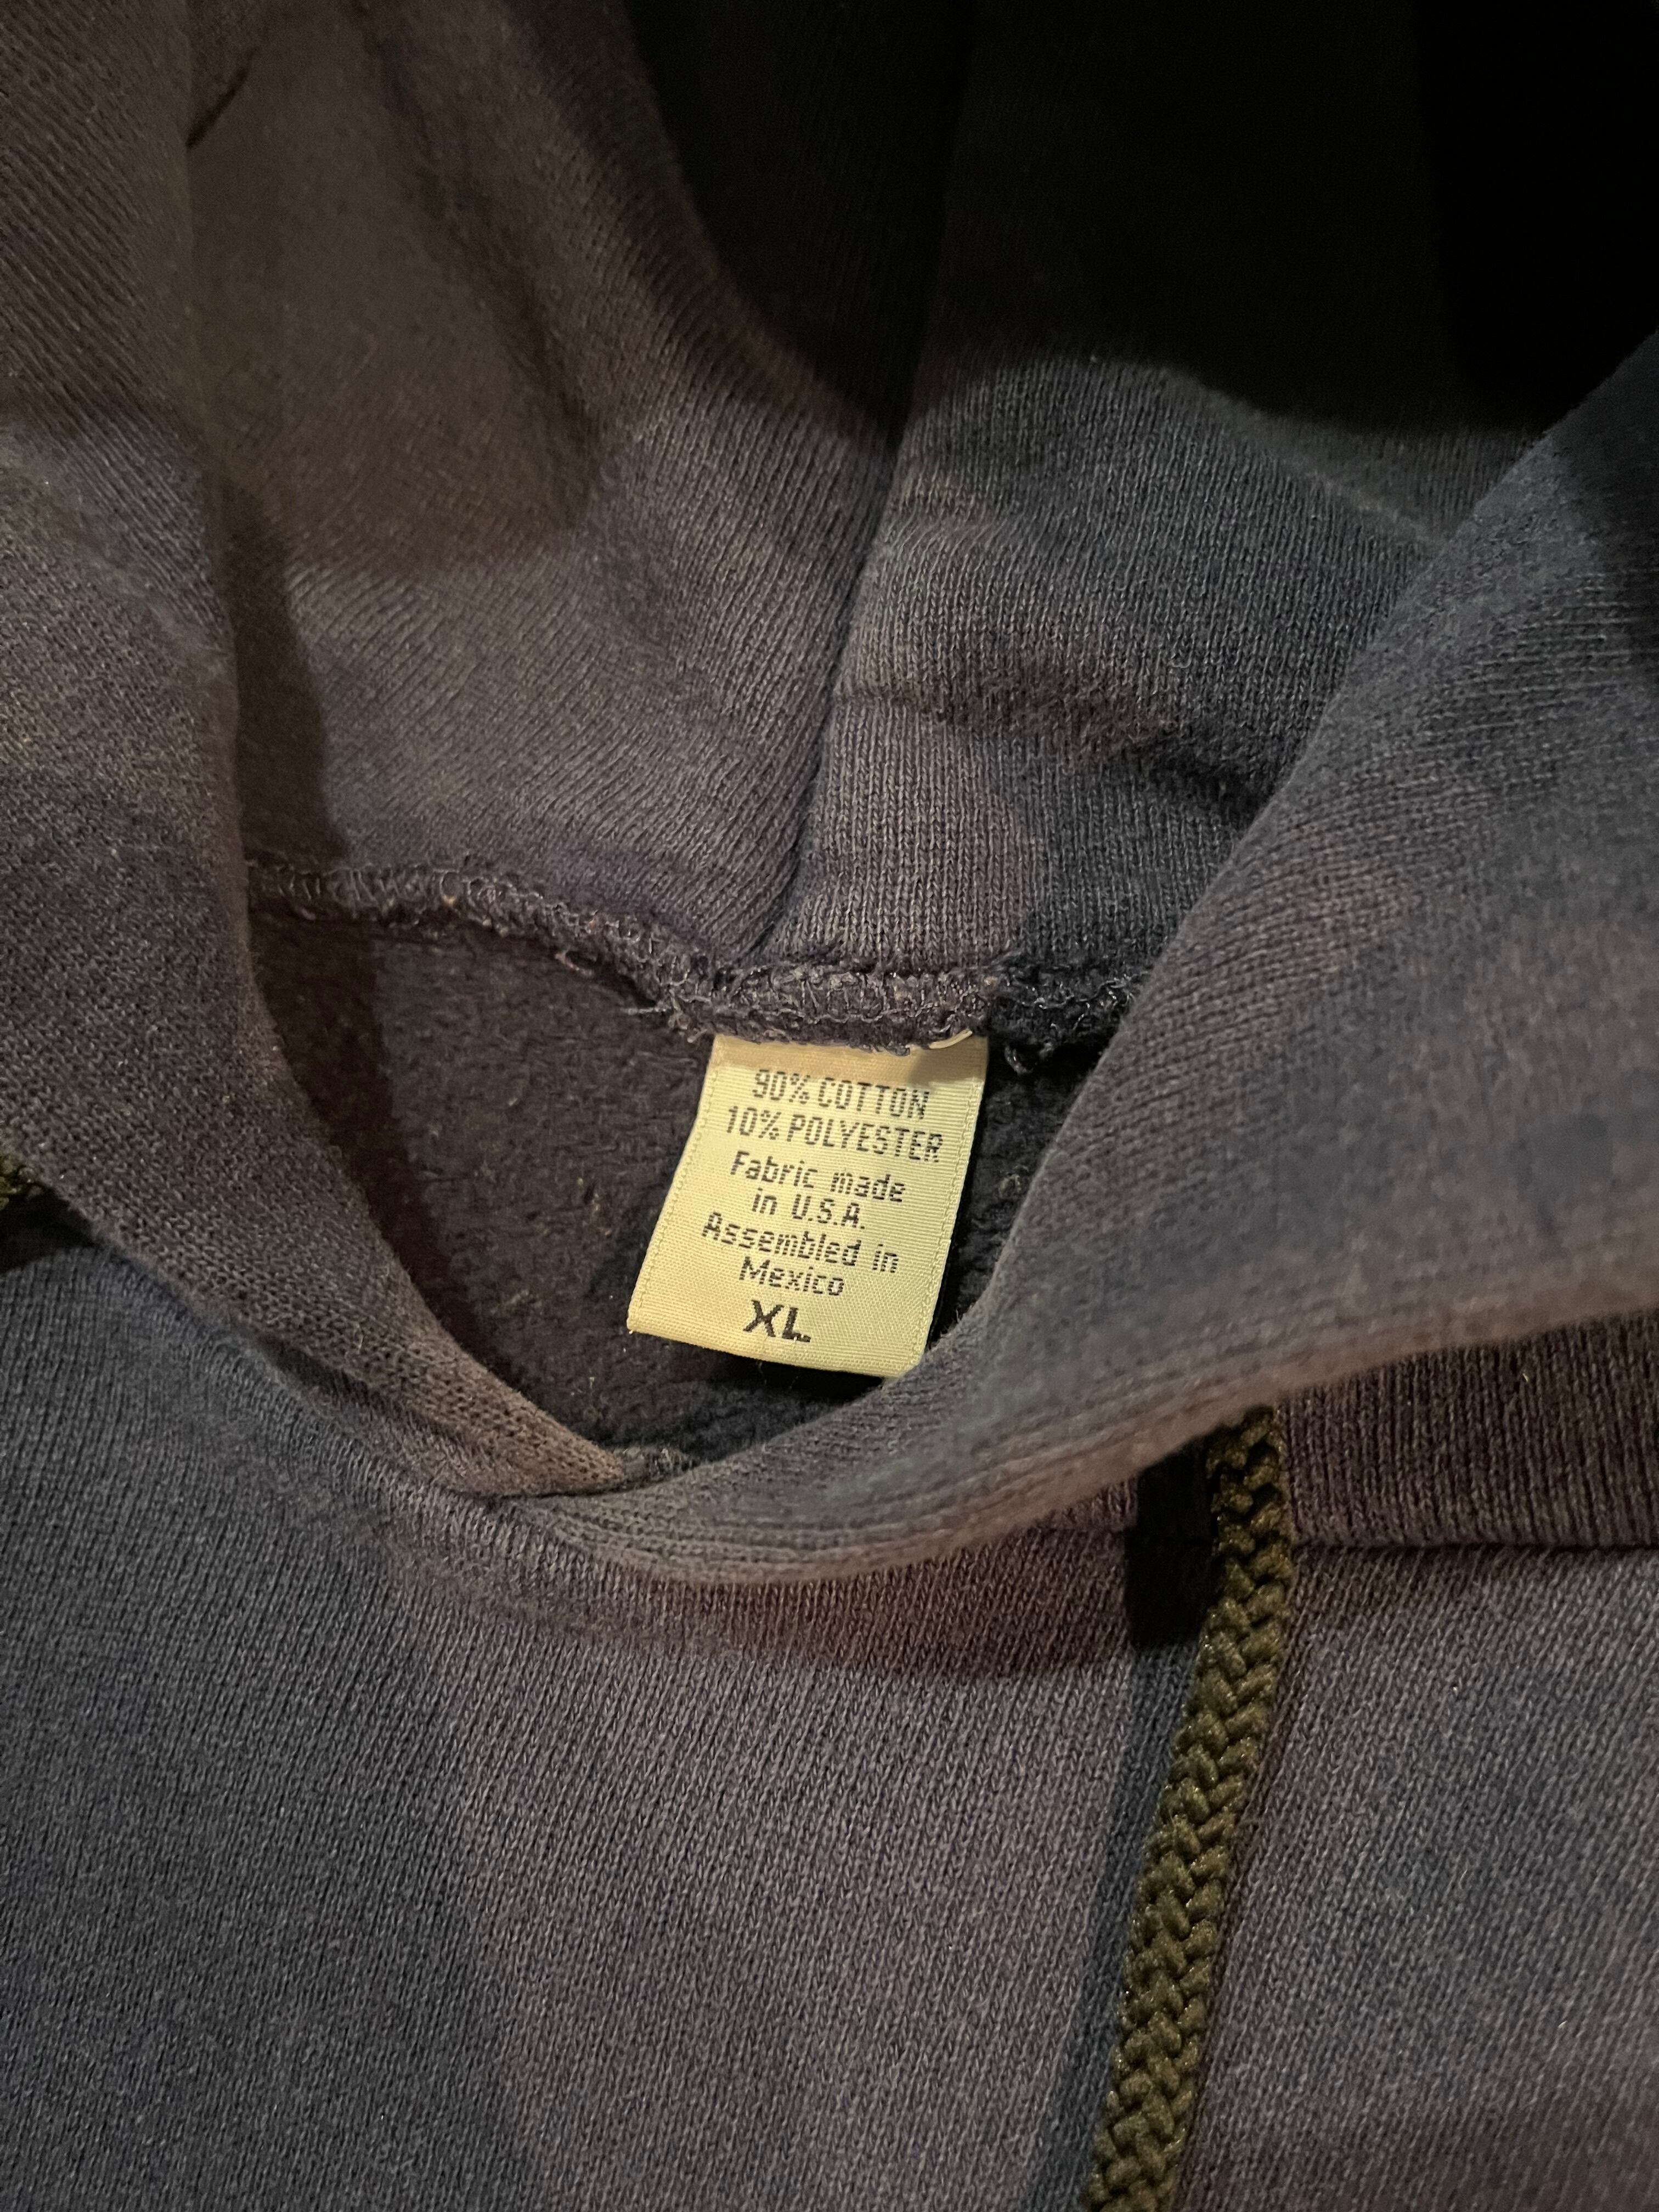 90% COTTON
10% POLYESTER
Fabric made
in U.S.A.
Assembled in
Mexico
XL